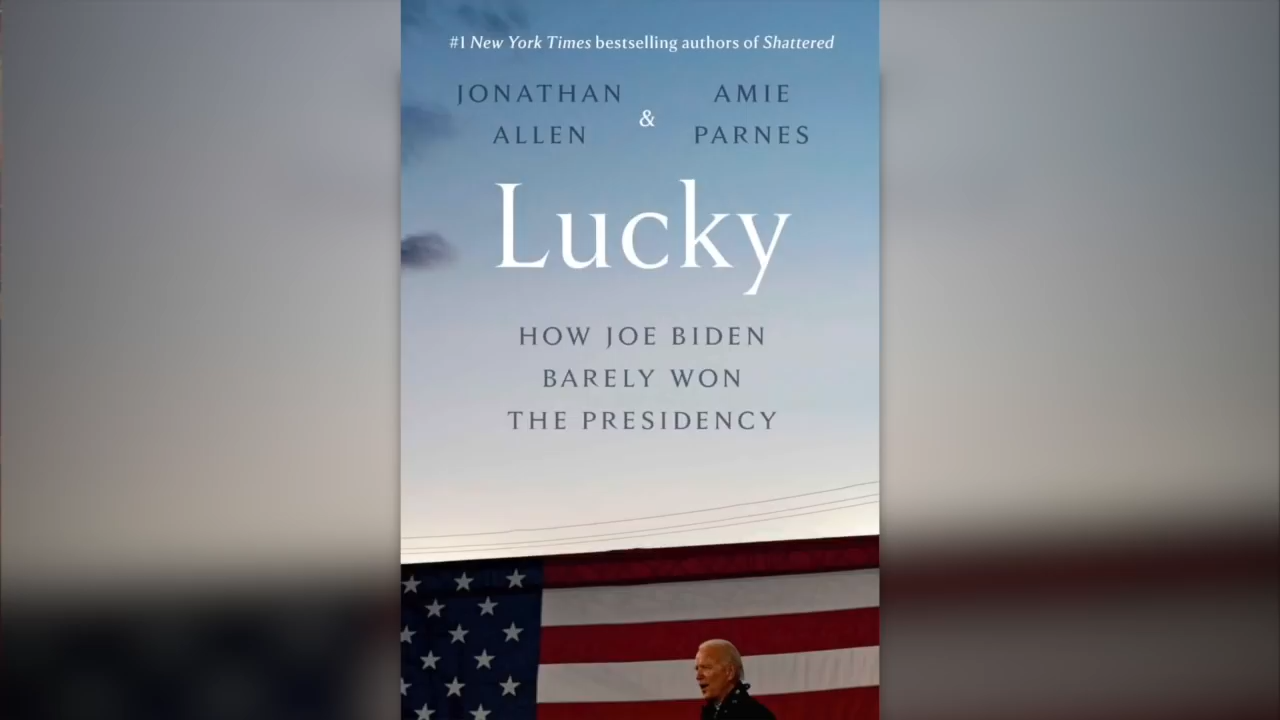 #1 New York Times bestselling authors of Shattered
JONATHAN ALLEN
&
AMIE PARNES
Lucky
HOW JOE BIDEN
BARELY WON
THE PRESIDENCY